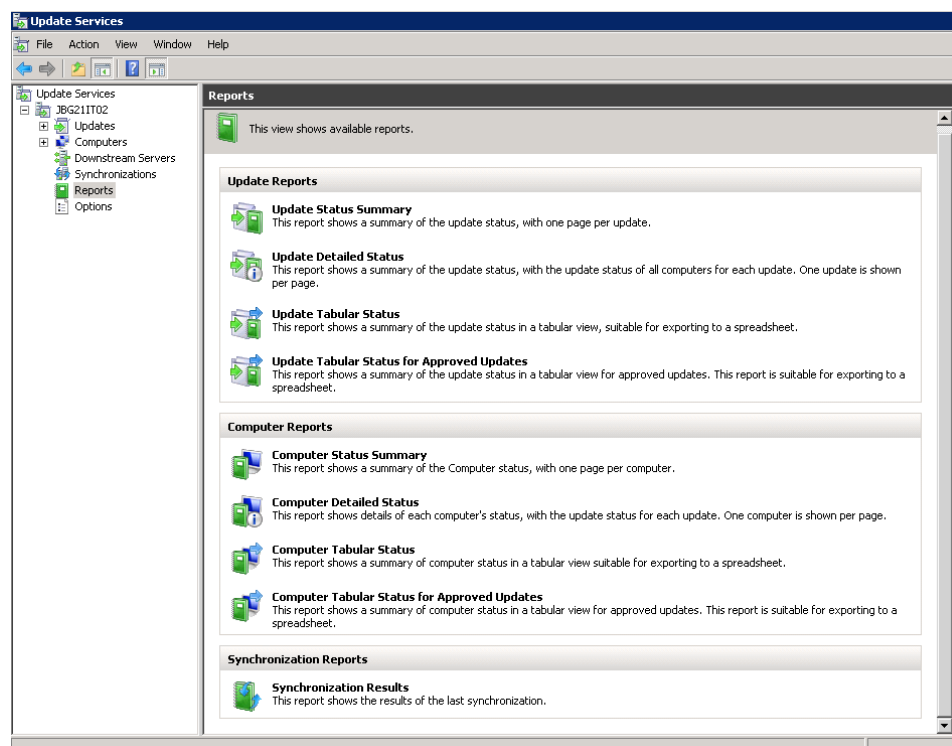 Update Services
File Action View Window Help
Update Services
JBG21IT02
Updates
Computers
Downstream Servers
Synchronizations
Reports
Options
Reports
This view shows available reports.
Update Reports
Update Status Summary
This report shows a summary of the update status, with one page per update.
Update Detailed Status
This report shows a summary of the update status, with the update status of all computers for each update. One update is shown
per page.
Update Tabular Status
This report shows a summary of the update status in a tabular view, suitable for exporting to a spreadsheet.
Update Tabular Status for Approved Updates
This report shows a summary of the update status in a tabular view for approved updates. This report is suitable for exporting to a
spreadsheet.
Computer Reports
Computer Status Summary
This report shows a summary of the Computer status, with one page per computer.
Computer Detailed Status
This report shows details of each computer's status, with the update status for each update. One computer is shown per page.
Computer Tabular Status
This report shows a summary of computer status in a tabular view suitable for exporting to a spreadsheet.
Computer Tabular Status for Approved Updates
This report shows a summary of computer status in a tabular view for approved updates. This report is suitable for exporting to a
spreadsheet.
Synchronization Reports
Synchronization Results
This report shows the results of the last synchronization.